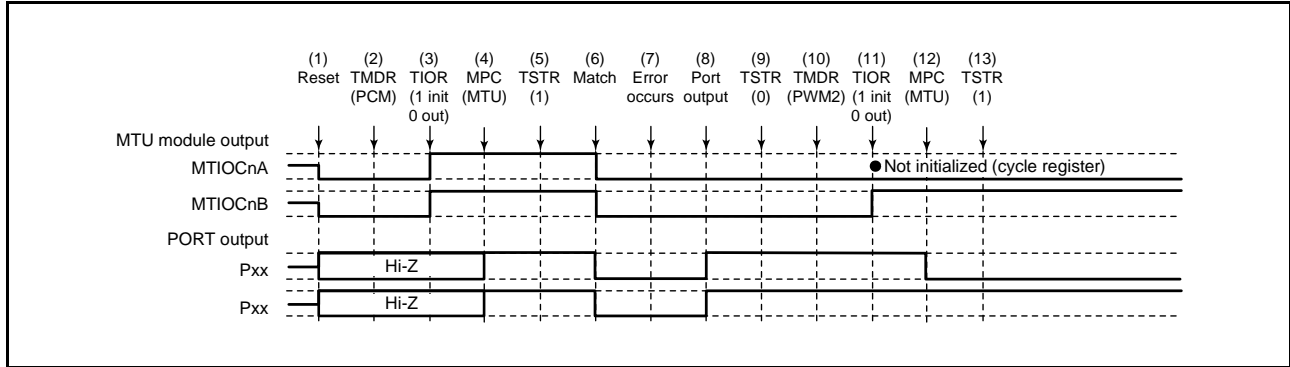 (1) (2) (3) (4) (5) (6) (7) (8) (9) (10) (11) (12) (13)
Reset TMDR TIOR MPC TSTR Match Error Port TSTR TMDR TIOR MPC TSTR
(PCM) (1 init (MTU) (1) occurs output (0) (PWM2) (1 init (MTU) (1)
0 out) 0 out)
MTU module output
MTIOCnA
Not initialized (cycle register)
MTIOCnB
PORT output
Pxx Hi-Z
Pxx Hi-Z